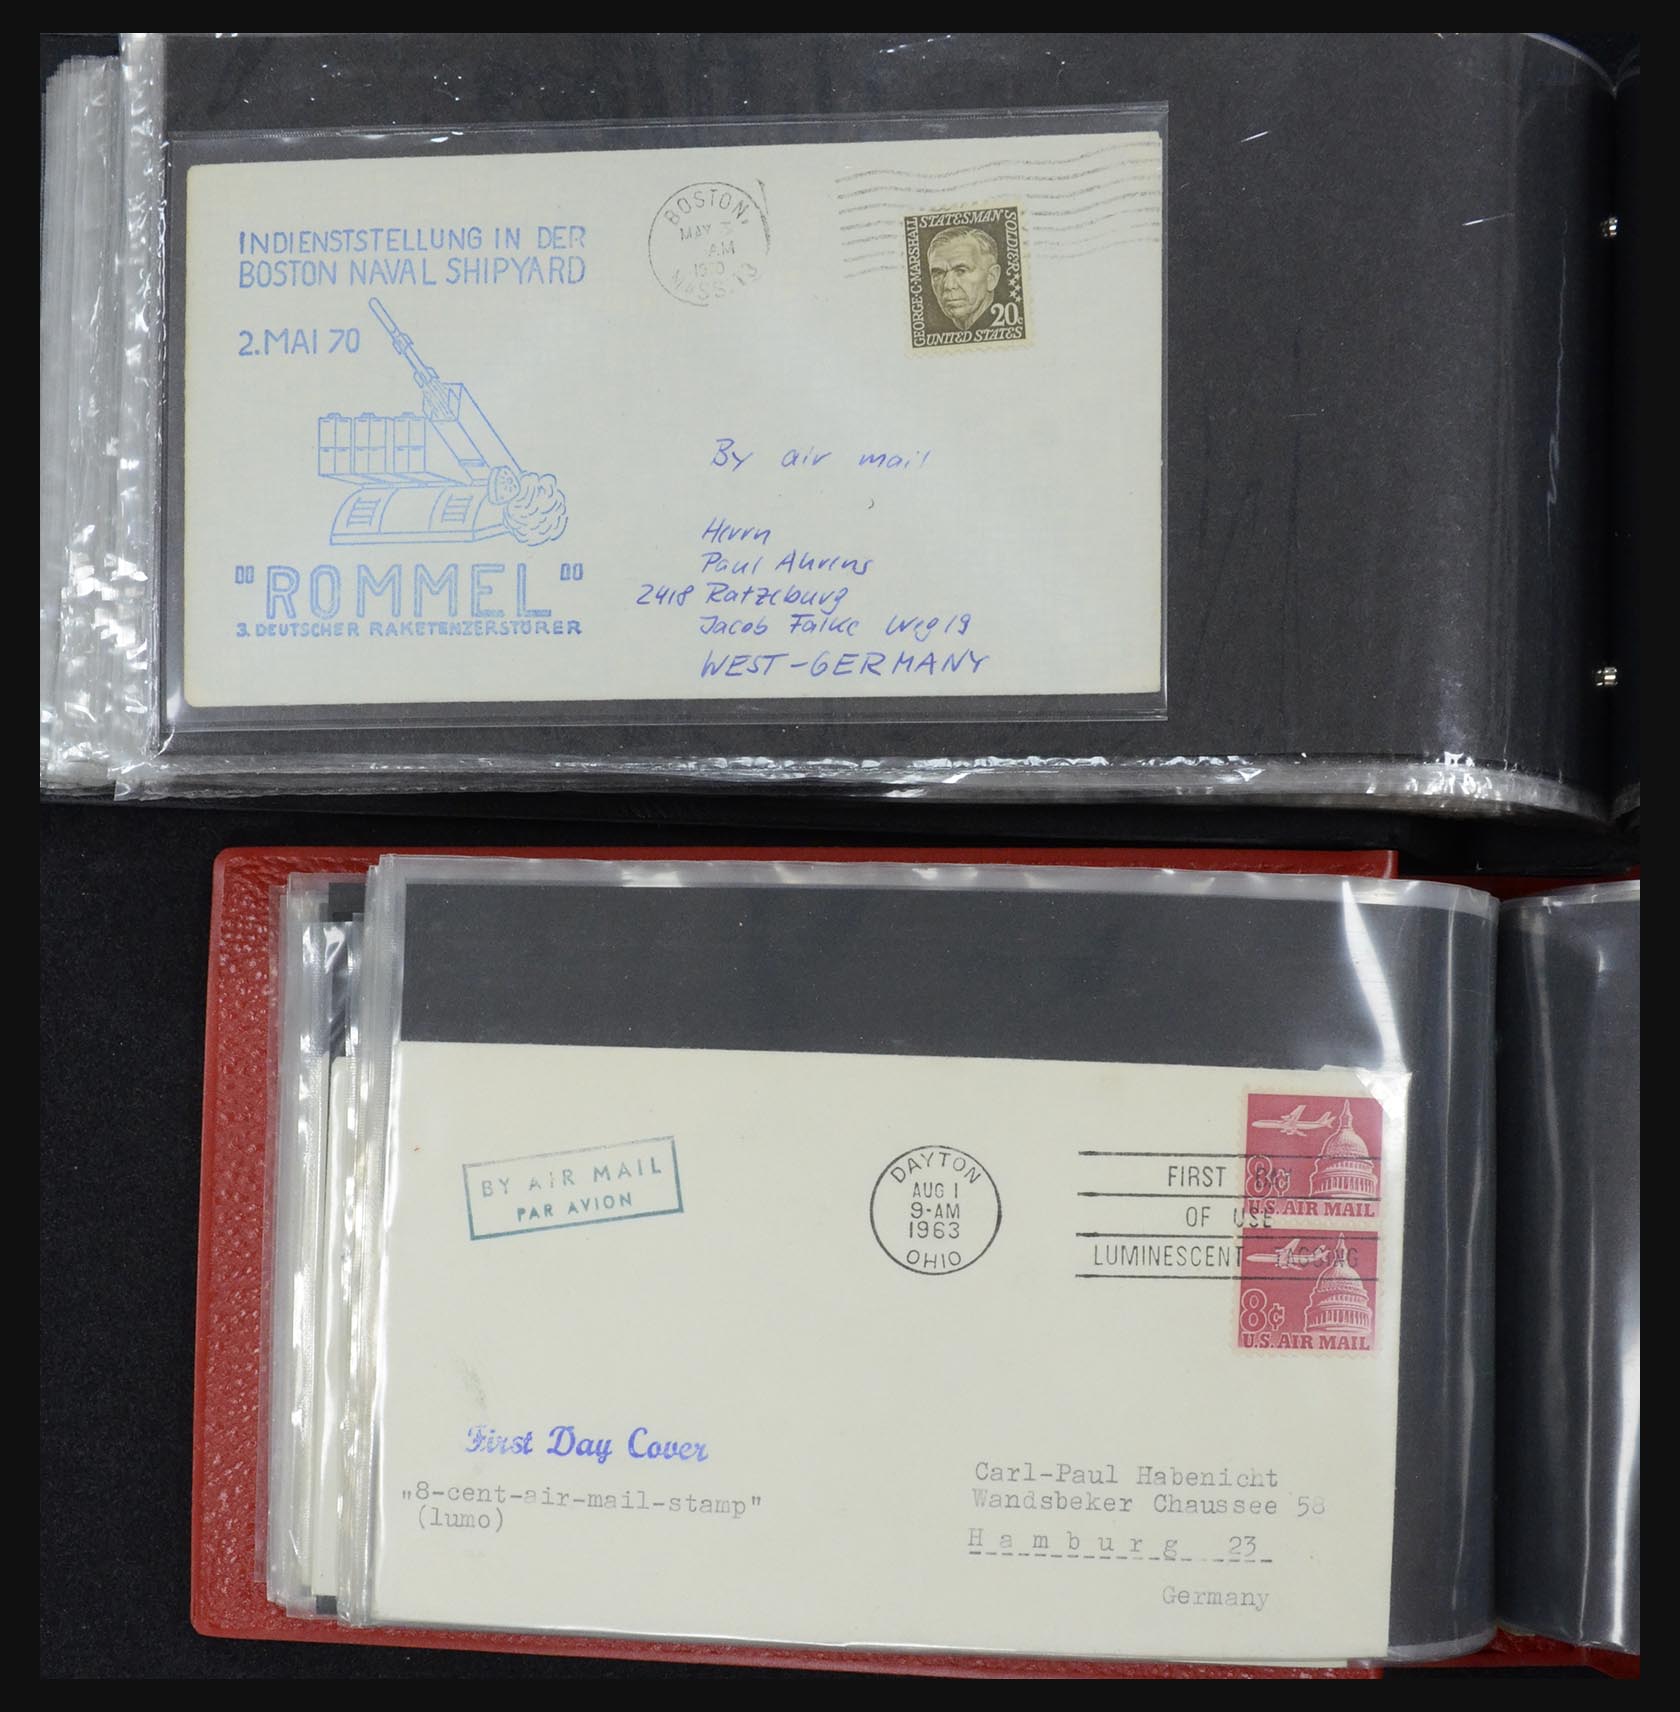 INDIENSTSTELLUNG IN DER
BOSTON NAVAL SHIPYARD
2. MAI 70
"ROMMEL"
3. DEUTSCHER RAKETENZERSTÖRER
BOSTON,
MAY
AM
MASS.
GEORGE·C·MARSHALL
STATESMAN
SOLDIER
20c
UNITED STATES
By air mail
Herrn
Paul Ahrens
2418 Ratzeburg
Jacob Falke Weg 19
WEST-GERMANY
BY AIR MAIL
PAR AVION
DAYTON
AUG 1
9-AM
1963
OHIO
FIRST DAY
OF USE
LUMINESCENT TAGGING
8¢
U.S. AIR MAIL
8¢
U.S. AIR MAIL
First Day Cover
„8-cent-air-mail-stamp"
(lumo)
Carl-Paul Habenicht
Wandsbeker Chaussee 58
Hamburg 23
Germany